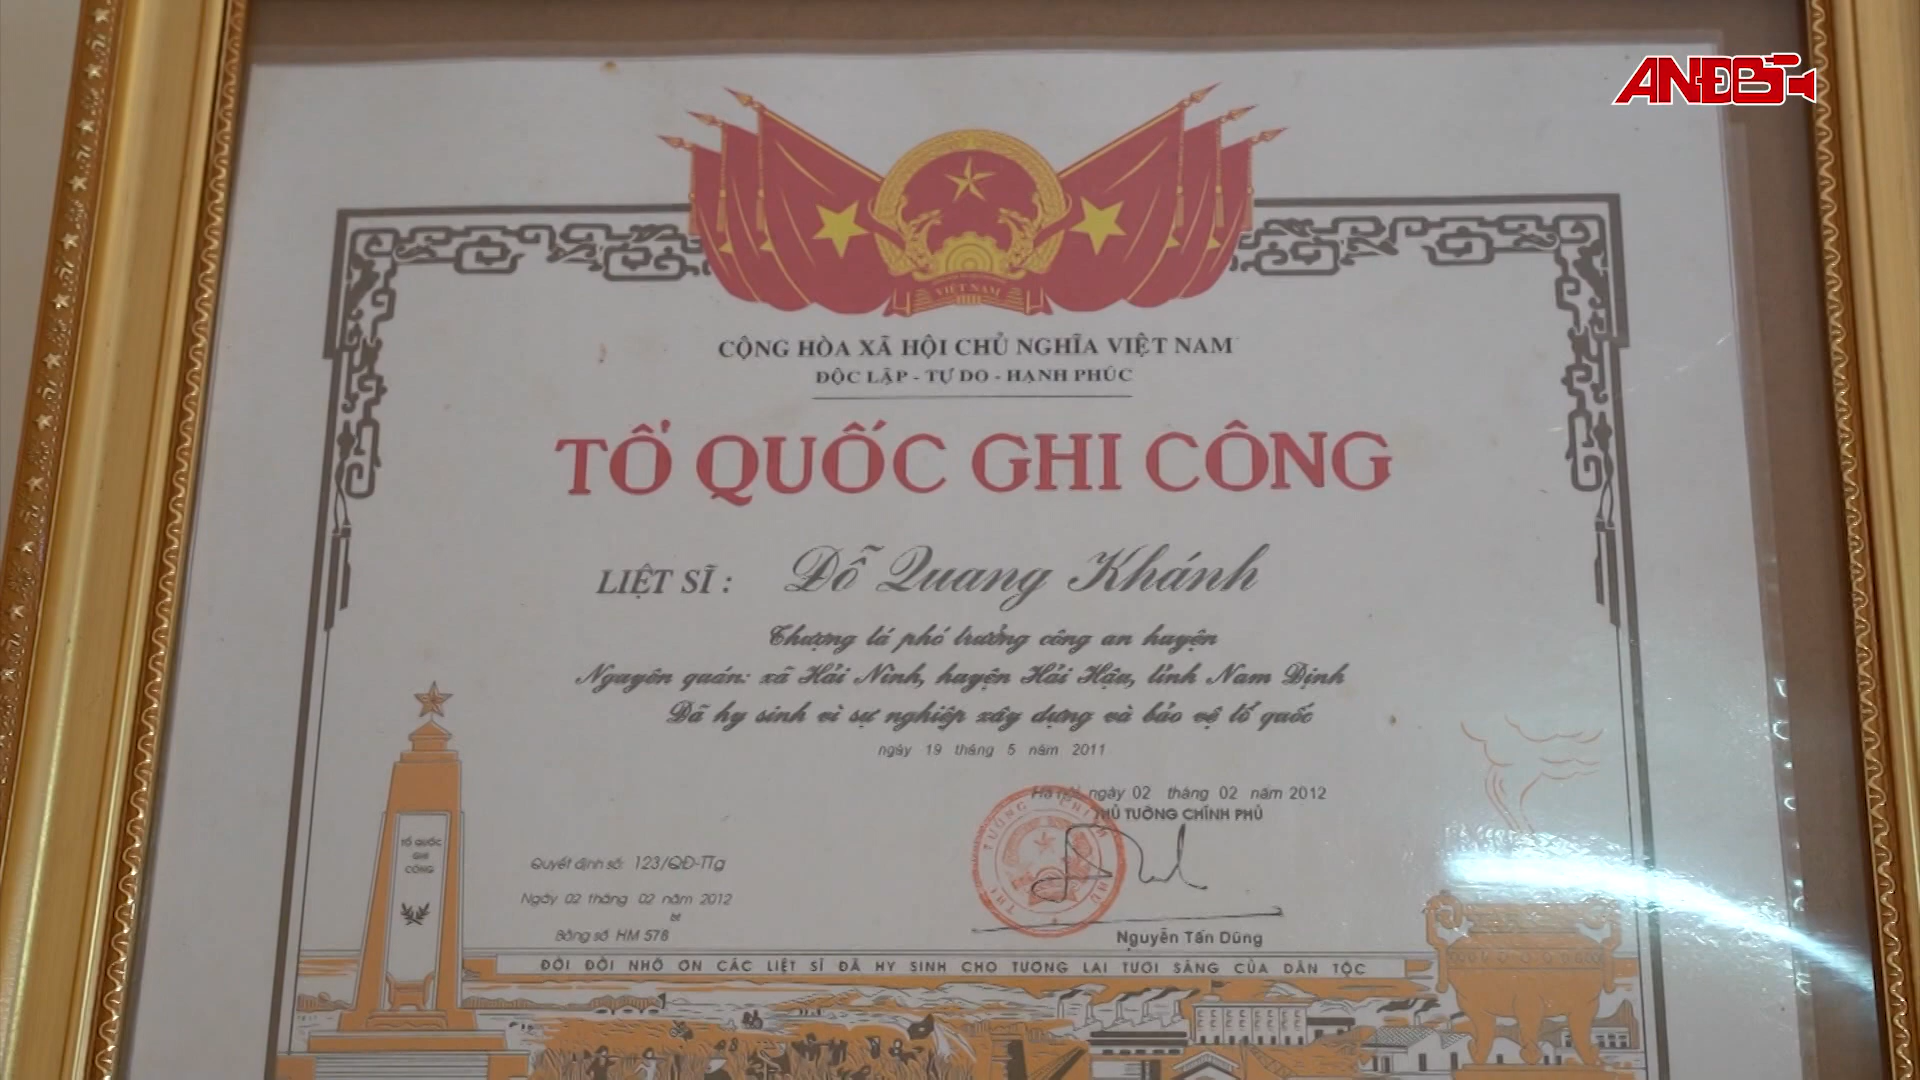 ANĐB
VIỆT NAM
CỘNG HÒA XÃ HỘI CHỦ NGHĨA VIỆT NAM
ĐỘC LẬP - TỰ DO - HẠNH PHÚC
TỔ QUỐC GHI CÔNG
LIỆT SĨ : Đỗ Quang Khánh
Thượng tá phó trưởng công an huyện
Nguyên quán: xã Hải Ninh, huyện Hải Hậu, tỉnh Nam Định
Đã hy sinh vì sự nghiệp xây dựng và bảo vệ tổ quốc
ngày 19 tháng 5 năm 2011
Hà Nội, ngày 02 tháng 02 năm 2012
THỦ TƯỚNG CHÍNH PHỦ
Quyết định số: 123/QĐ-TTg
Ngày 02 tháng 02 năm 2012
bt
Bằng số HM 578
Nguyễn Tấn Dũng
TỔ QUỐC
GHI
CÔNG
ĐỜI ĐỜI NHỚ ƠN CÁC LIỆT SĨ ĐÃ HY SINH CHO TƯƠNG LAI TƯƠI SÁNG CỦA DÂN TỘC